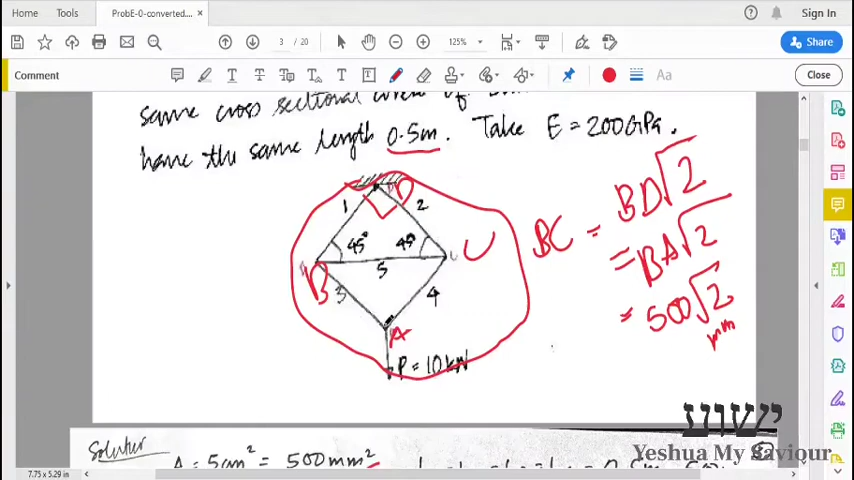 Home Tools ProbE-0-converted.... × Sign In
3 / 20 125% Share
Comment Close
same cross sectional area of
have the same length 0.5m. Take E = 200GPa.
D
1 2
BC = BD√2
45° 45°
= BA√2
B 5 C
= 500√2 mm
3 4
A
P = 10kN
ישוע
Yeshua My Saviour
Solution
A = 5cm² = 500mm²
7.75 x 5.29 in